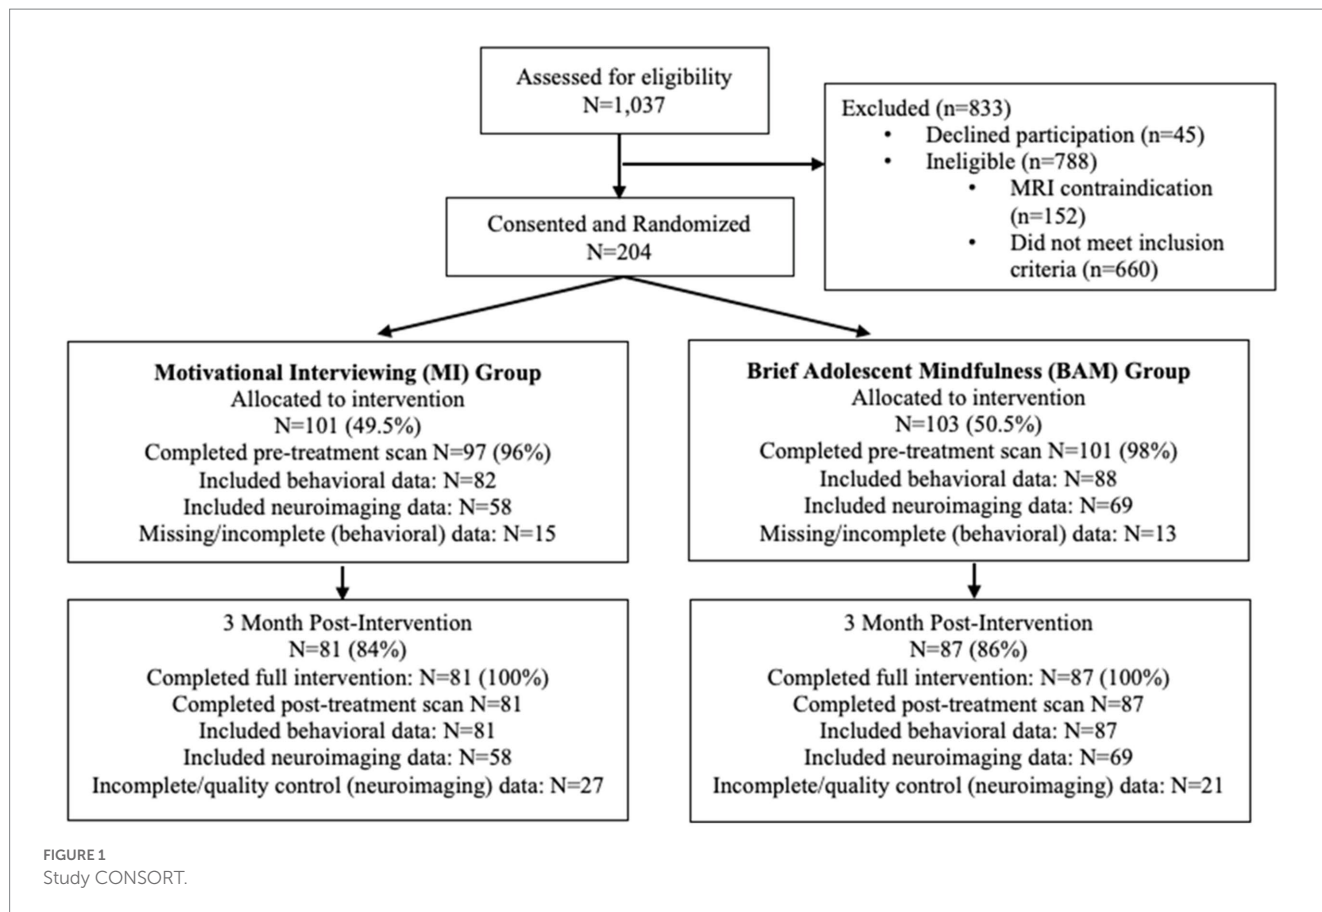 Assessed for eligibility
N=1,037
Excluded (n=833)
• Declined participation (n=45)
• Ineligible (n=788)
• MRI contraindication
(n=152)
• Did not meet inclusion
criteria (n=660)
Consented and Randomized
N=204
Motivational Interviewing (MI) Group
Allocated to intervention
N=101 (49.5%)
Completed pre-treatment scan N=97 (96%)
Included behavioral data: N=82
Included neuroimaging data: N=58
Missing/incomplete (behavioral) data: N=15
Brief Adolescent Mindfulness (BAM) Group
Allocated to intervention
N=103 (50.5%)
Completed pre-treatment scan N=101 (98%)
Included behavioral data: N=88
Included neuroimaging data: N=69
Missing/incomplete (behavioral) data: N=13
3 Month Post-Intervention
N=81 (84%)
Completed full intervention: N=81 (100%)
Completed post-treatment scan N=81
Included behavioral data: N=81
Included neuroimaging data: N=58
Incomplete/quality control (neuroimaging) data: N=27
3 Month Post-Intervention
N=87 (86%)
Completed full intervention: N=87 (100%)
Completed post-treatment scan N=87
Included behavioral data: N=87
Included neuroimaging data: N=69
Incomplete/quality control (neuroimaging) data: N=21
FIGURE 1
Study CONSORT.